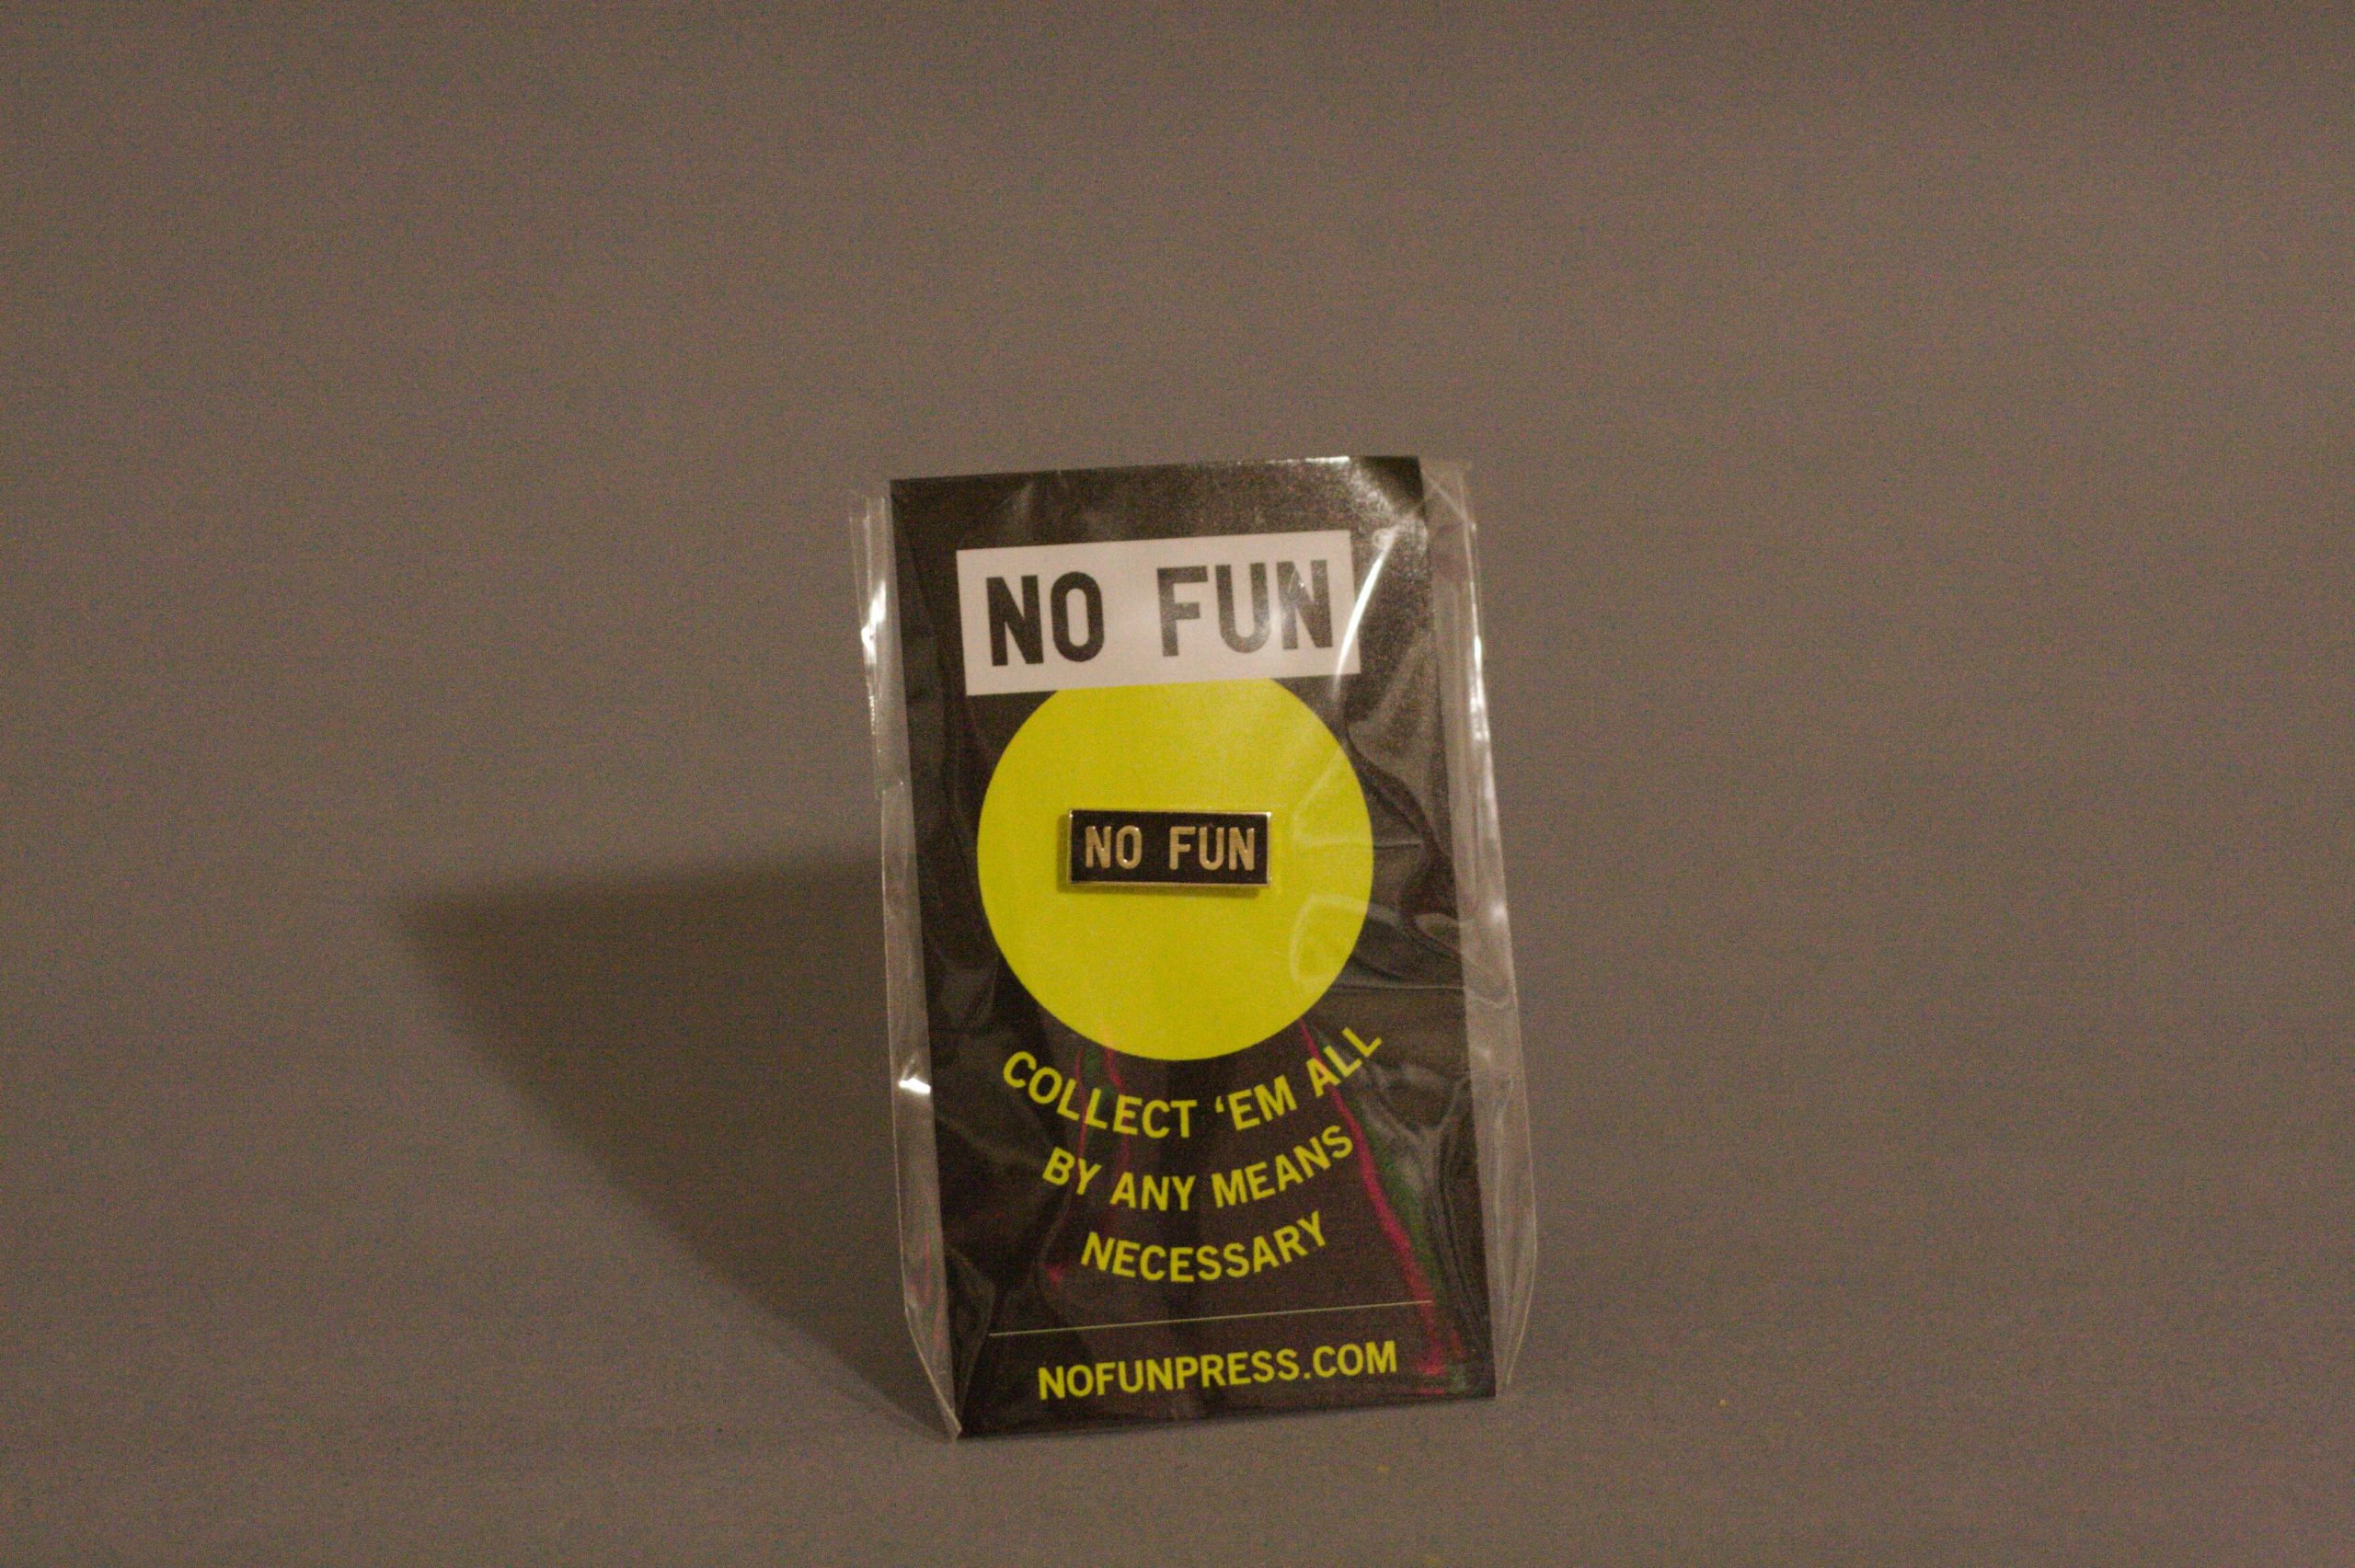 NO FUN
NO FUN
COLLECT ‘EM ALL
BY ANY MEANS
NECESSARY
NOFUNPRESS.COM